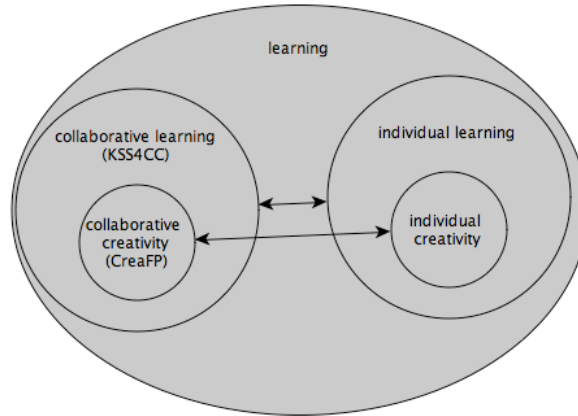 learning
collaborative learning
(KSS4CC)
individual learning
collaborative
creativity
(CreaFP)
individual
creativity